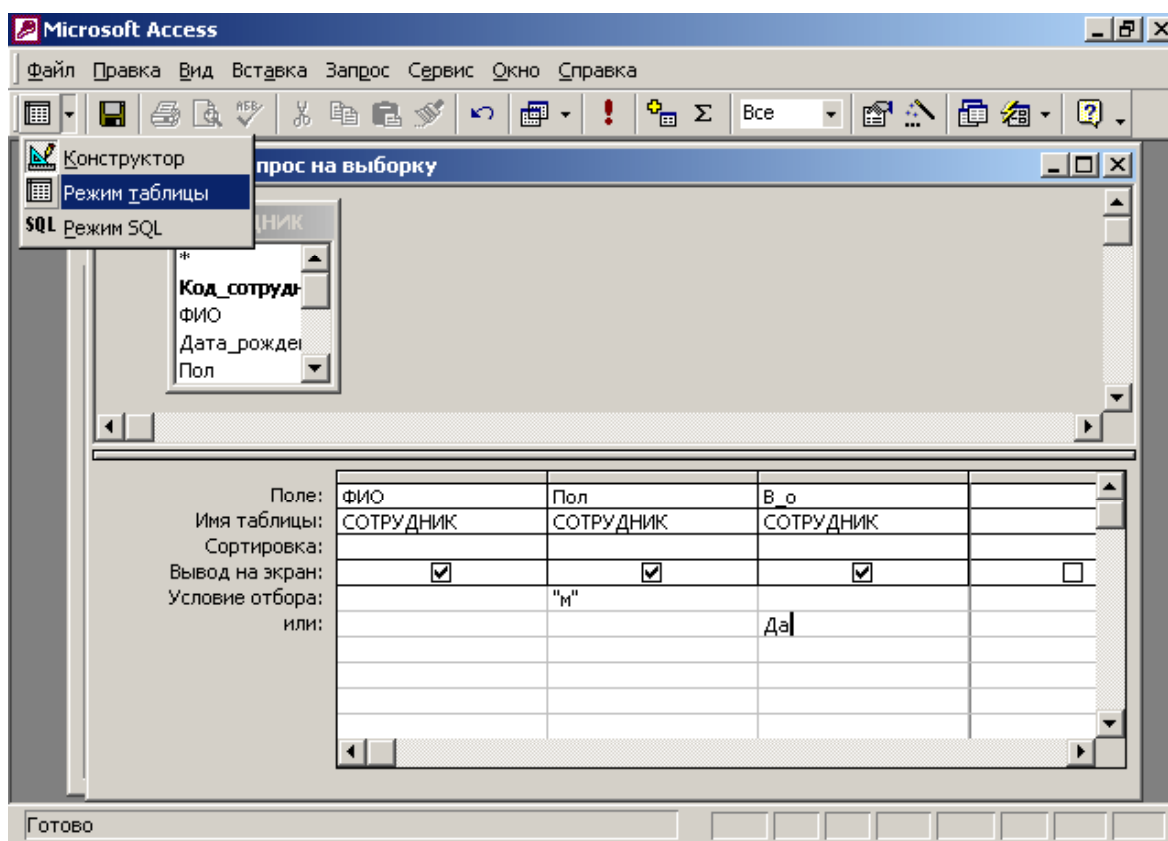 Microsoft Access
Файл Правка Вид Вставка Запрос Сервис Окно Справка
Все
Конструктор
прос на выборку
Режим таблицы
SQL Режим SQL
НИК
*
Код_сотрудн
ФИО
Дата_рожде
Пол
Поле: ФИО Пол В_о
Имя таблицы: СОТРУДНИК СОТРУДНИК СОТРУДНИК
Сортировка:
Вывод на экран:
Условие отбора: "м"
или: Да
Готово